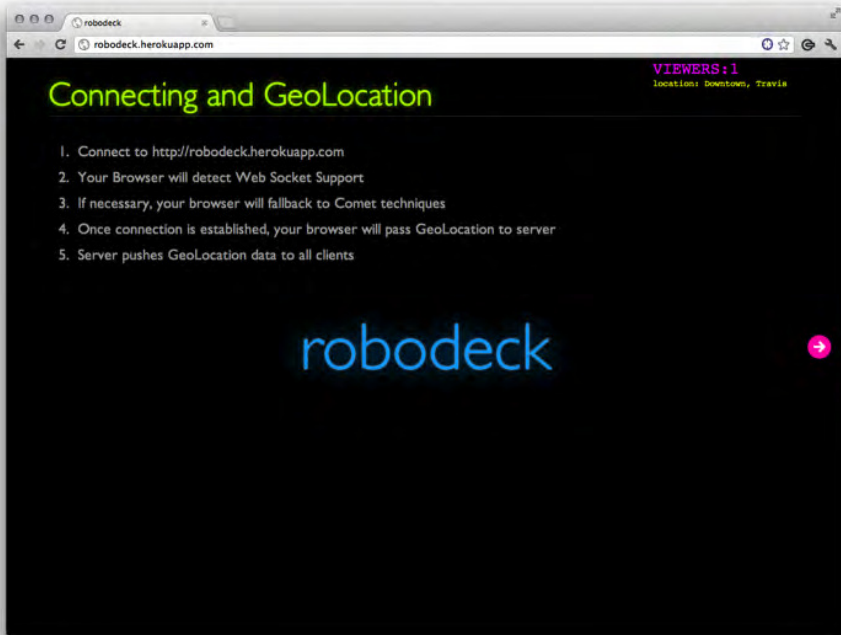 robodeck
robodeck.herokuapp.com
VIEWERS:1
location: Downtown, Travis
Connecting and GeoLocation
1. Connect to http://robodeck.herokuapp.com
2. Your Browser will detect Web Socket Support
3. If necessary, your browser will fallback to Comet techniques
4. Once connection is established, your browser will pass GeoLocation to server
5. Server pushes GeoLocation data to all clients
robodeck